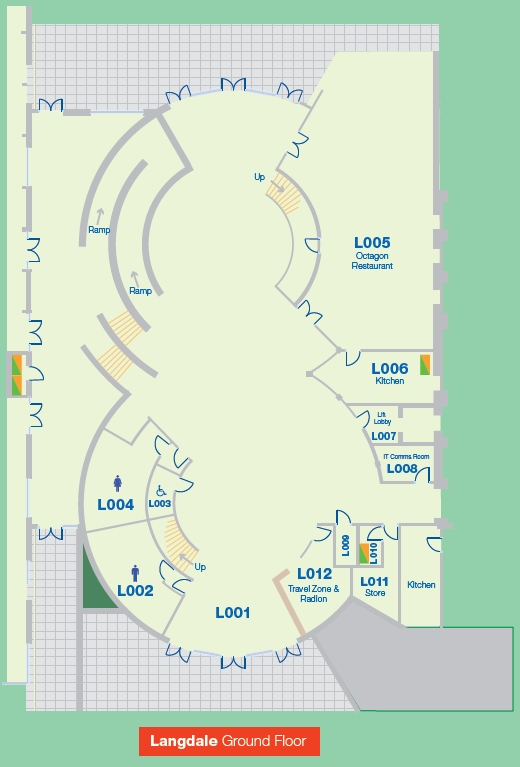 Up
Ramp
L005
Octagon
Restaurant
Ramp
L006
Kitchen
Lift
Lobby
L007
IT Comms Room
L008
L004
L003
L009
L010
Up
L012
Travel Zone &
Radion
L011
Store
Kitchen
L002
L001
Langdale Ground Floor